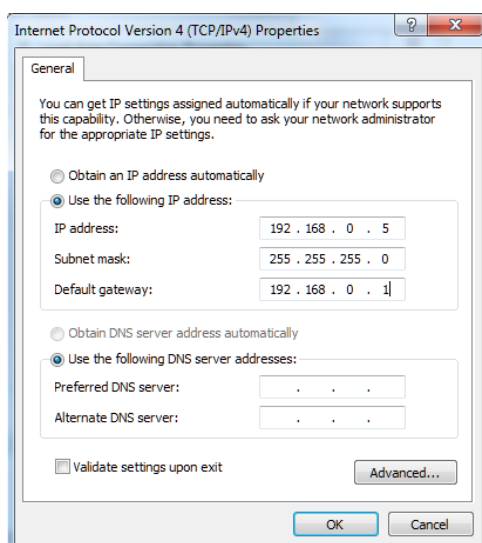 Internet Protocol Version 4 (TCP/IPv4) Properties
General
You can get IP settings assigned automatically if your network supports
this capability. Otherwise, you need to ask your network administrator
for the appropriate IP settings.
Obtain an IP address automatically
Use the following IP address:
IP address: 192 . 168 . 0 . 5
Subnet mask: 255 . 255 . 255 . 0
Default gateway: 192 . 168 . 0 . 1
Obtain DNS server address automatically
Use the following DNS server addresses:
Preferred DNS server: . . .
Alternate DNS server: . . .
Validate settings upon exit
Advanced...
OK Cancel